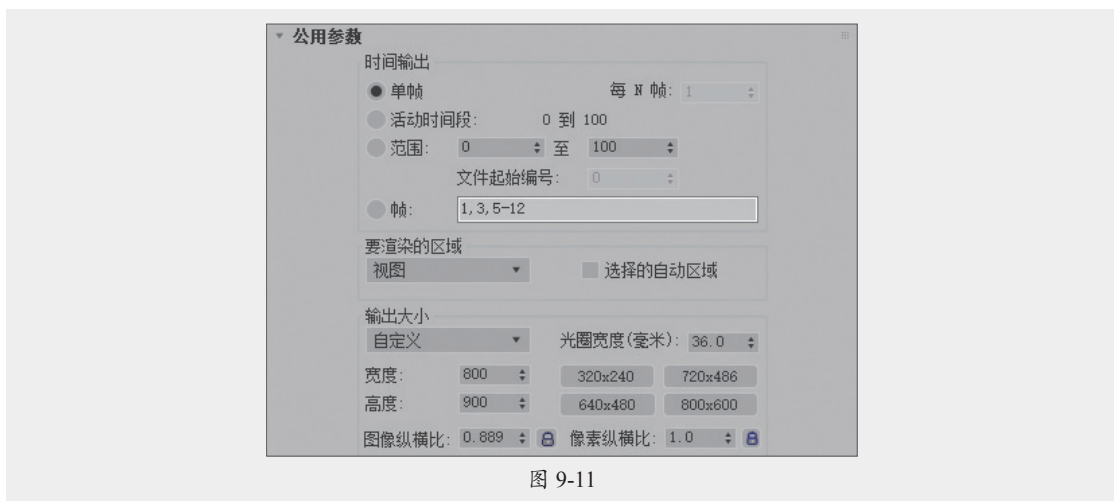 公用参数
时间输出
单帧 每 N 帧: 1
活动时间段: 0 到 100
范围: 0 至 100
文件起始编号: 0
帧: 1,3,5-12
要渲染的区域
视图 选择的自动区域
输出大小
自定义 光圈宽度(毫米): 36.0
宽度: 800 320x240 720x486
高度: 900 640x480 800x600
图像纵横比: 0.889 像素纵横比: 1.0
图 9-11